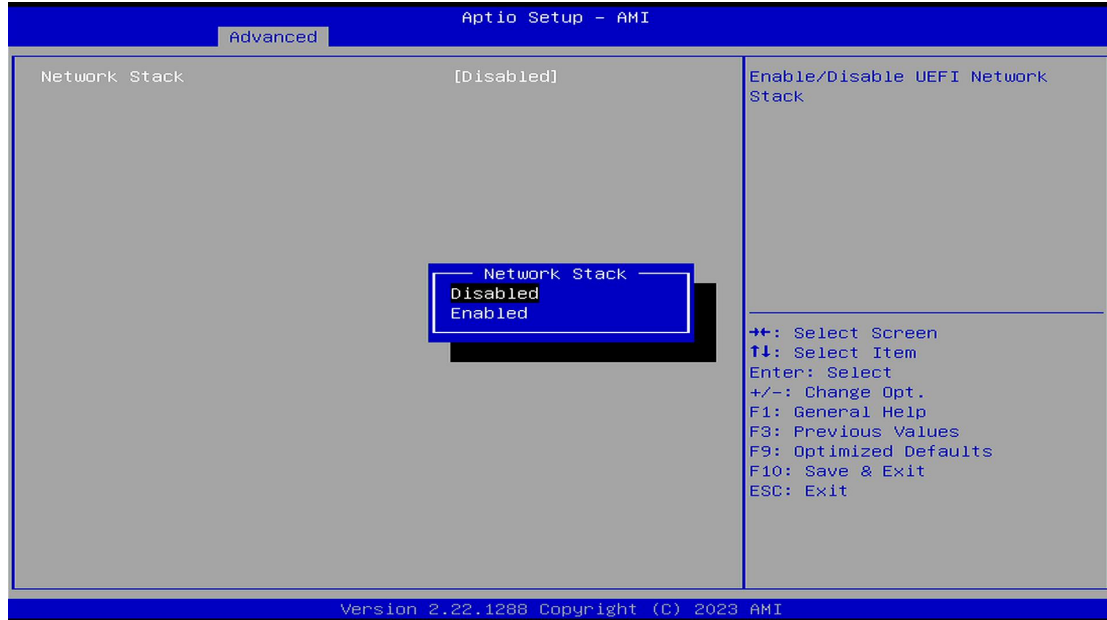 Aptio Setup – AMI
Advanced
Network Stack [Disabled]
Enable/Disable UEFI Network
Stack
Network Stack
Disabled
Enabled
→←: Select Screen
↑↓: Select Item
Enter: Select
+/-: Change Opt.
F1: General Help
F3: Previous Values
F9: Optimized Defaults
F10: Save & Exit
ESC: Exit
Version 2.22.1288 Copyright (C) 2023 AMI